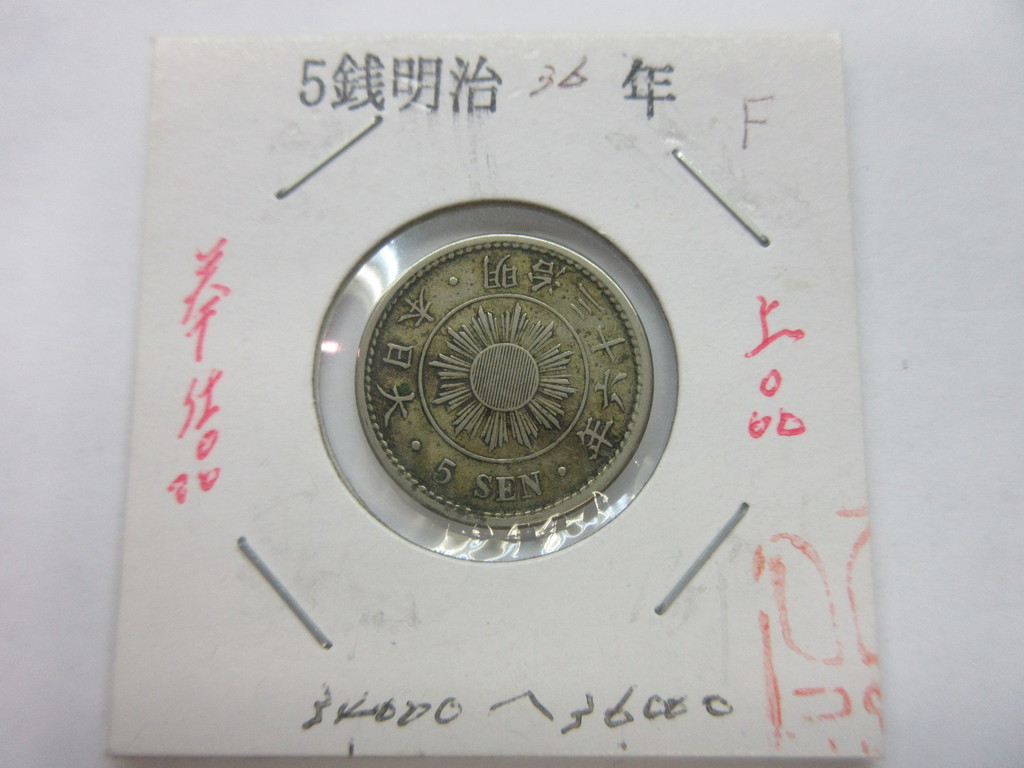 5銭明治 36 年
F
美品
上品
大日本 · 明治三十六年 ·
5 SEN
34000 〜 36000